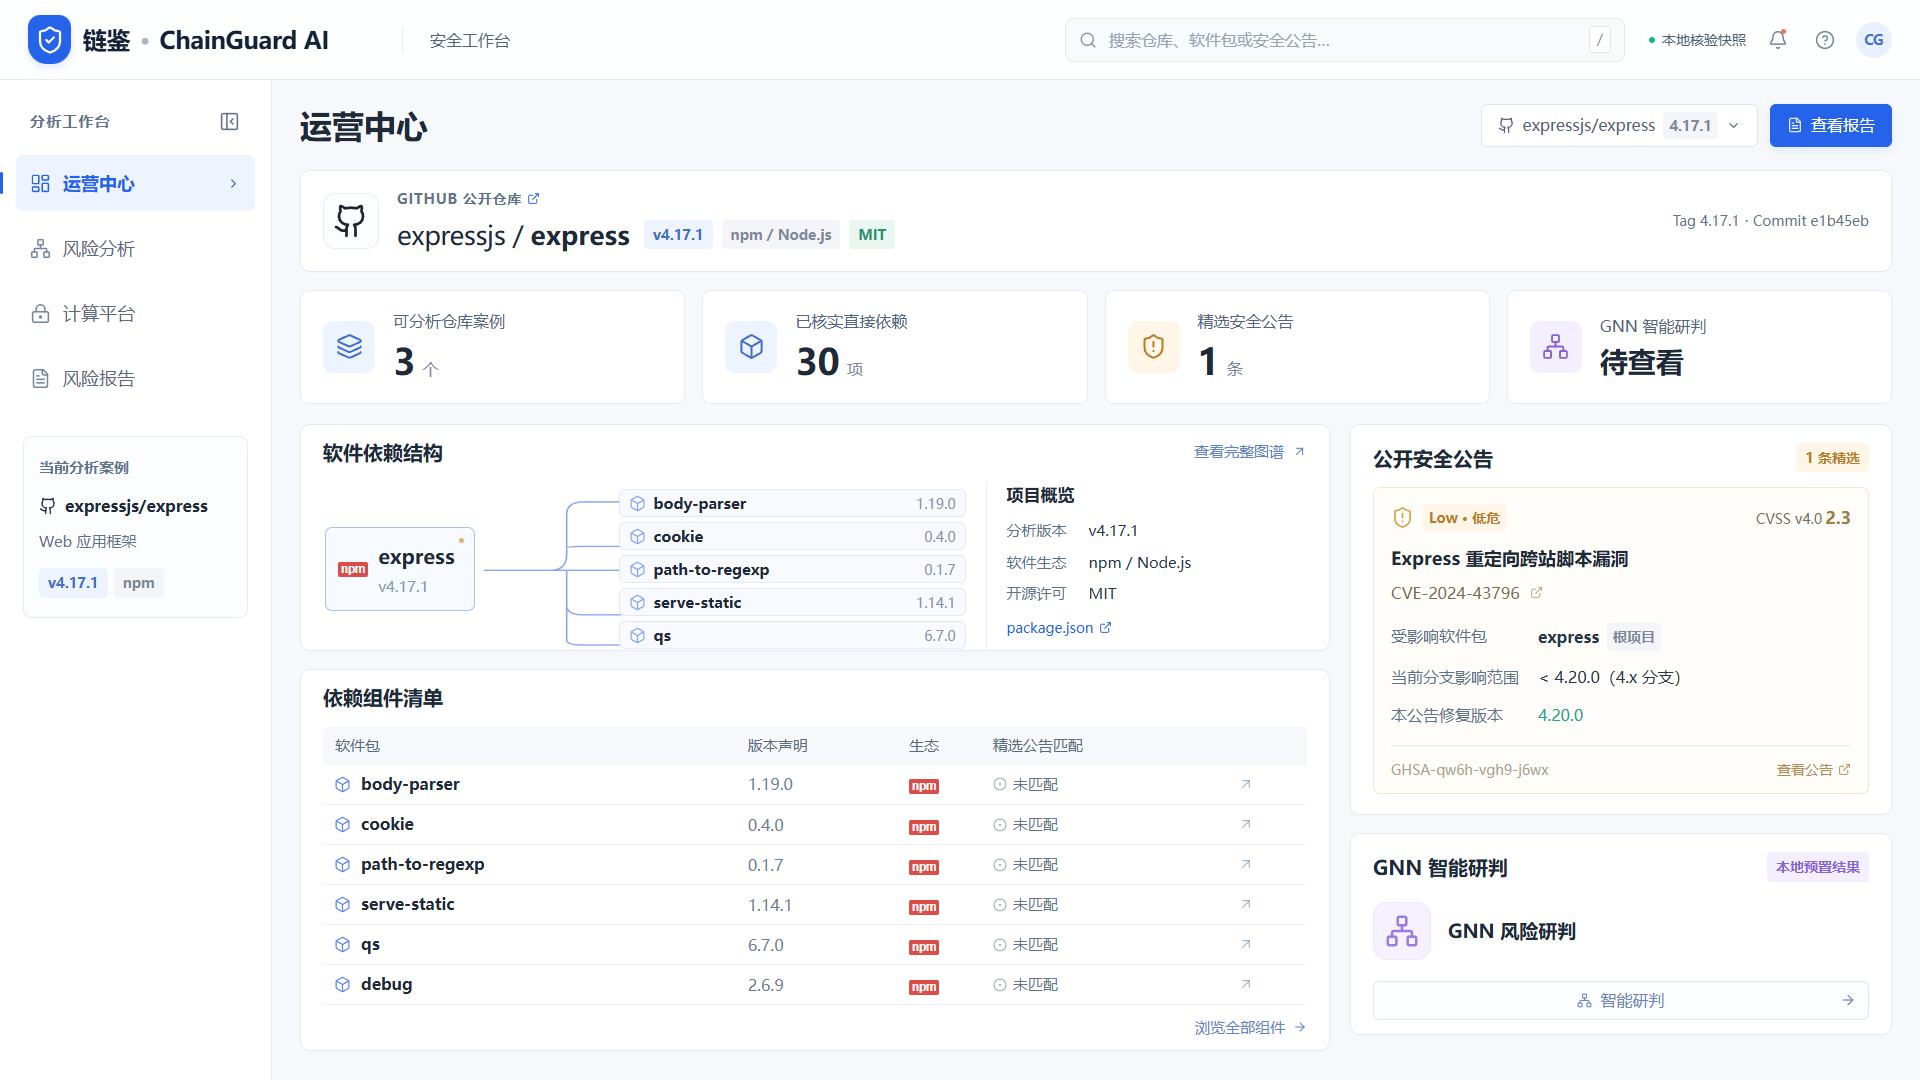 链鉴 • ChainGuard AI
安全工作台
搜索仓库、软件包或安全公告...
/
本地核验快照
CG
分析工作台
运营中心
风险分析
计算平台
风险报告
当前分析案例
expressjs/express
Web 应用框架
v4.17.1 npm
运营中心
expressjs/express 4.17.1
查看报告
GITHUB 公开仓库
expressjs / express v4.17.1 npm / Node.js MIT
Tag 4.17.1 · Commit e1b45eb
可分析仓库案例
3 个
已核实直接依赖
30 项
精选安全公告
1 条
GNN 智能研判
待查看
软件依赖结构
查看完整图谱
npm express
v4.17.1
body-parser 1.19.0
cookie 0.4.0
path-to-regexp 0.1.7
serve-static 1.14.1
qs 6.7.0
项目概览
分析版本 v4.17.1
软件生态 npm / Node.js
开源许可 MIT
package.json
依赖组件清单
软件包 版本声明 生态 精选公告匹配
body-parser 1.19.0 npm 未匹配
cookie 0.4.0 npm 未匹配
path-to-regexp 0.1.7 npm 未匹配
serve-static 1.14.1 npm 未匹配
qs 6.7.0 npm 未匹配
debug 2.6.9 npm 未匹配
浏览全部组件
公开安全公告
1 条精选
Low • 低危
CVSS v4.0 2.3
Express 重定向跨站脚本漏洞
CVE-2024-43796
受影响软件包 express 根项目
当前分支影响范围 < 4.20.0（4.x 分支）
本公告修复版本 4.20.0
GHSA-qw6h-vgh9-j6wx
查看公告
GNN 智能研判
本地预置结果
GNN 风险研判
智能研判